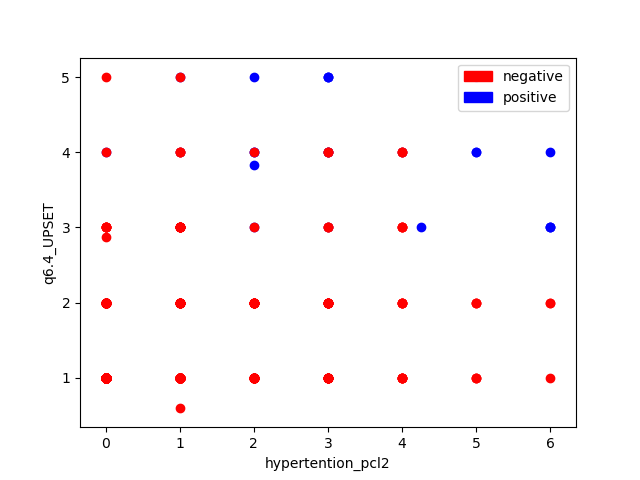 negative
positive
5
4
3
2
1
q6.4_UPSET
0 1 2 3 4 5 6
hypertention_pcl2